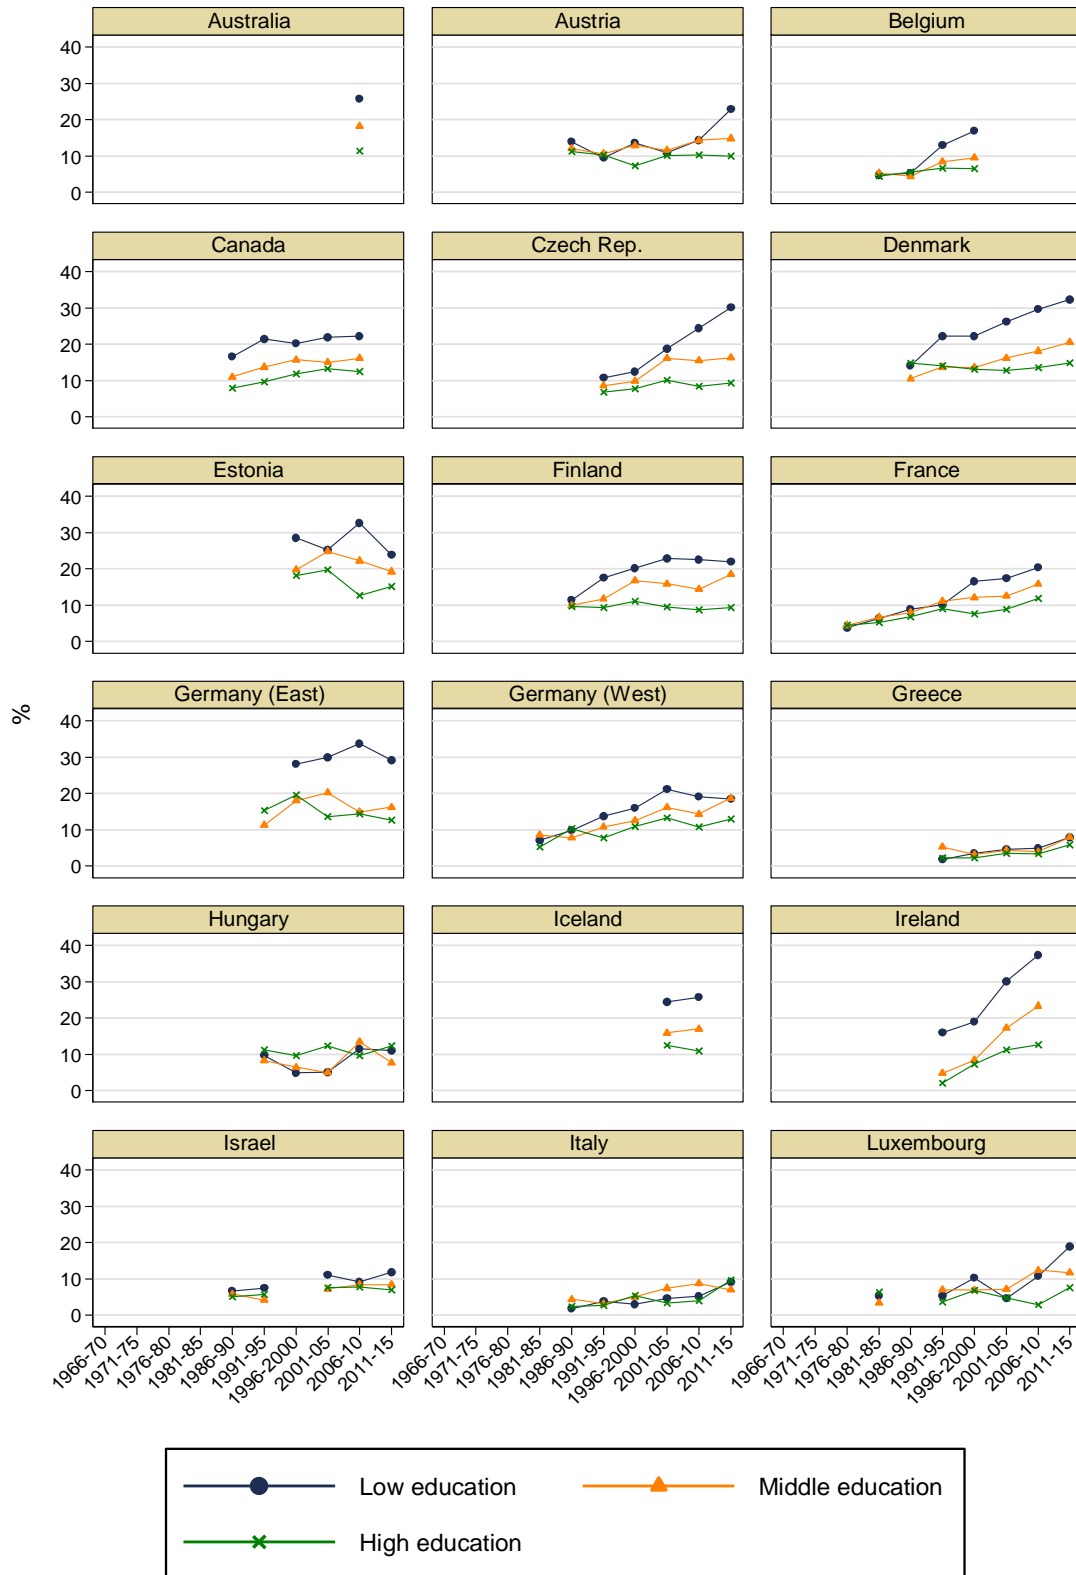 Australia
Austria
Belgium
40
30
20
10
0
Canada
Czech Rep.
Denmark
40
30
20
10
0
Estonia
Finland
France
40
30
20
10
0
%
Germany (East)
Germany (West)
Greece
40
30
20
10
0
Hungary
Iceland
Ireland
40
30
20
10
0
Israel
Italy
Luxembourg
40
30
20
10
0
1966-70
1971-75
1976-80
1981-85
1986-90
1991-95
1996-2000
2001-05
2006-10
2011-15
1966-70
1971-75
1976-80
1981-85
1986-90
1991-95
1996-2000
2001-05
2006-10
2011-15
1966-70
1971-75
1976-80
1981-85
1986-90
1991-95
1996-2000
2001-05
2006-10
2011-15
Low education
Middle education
High education